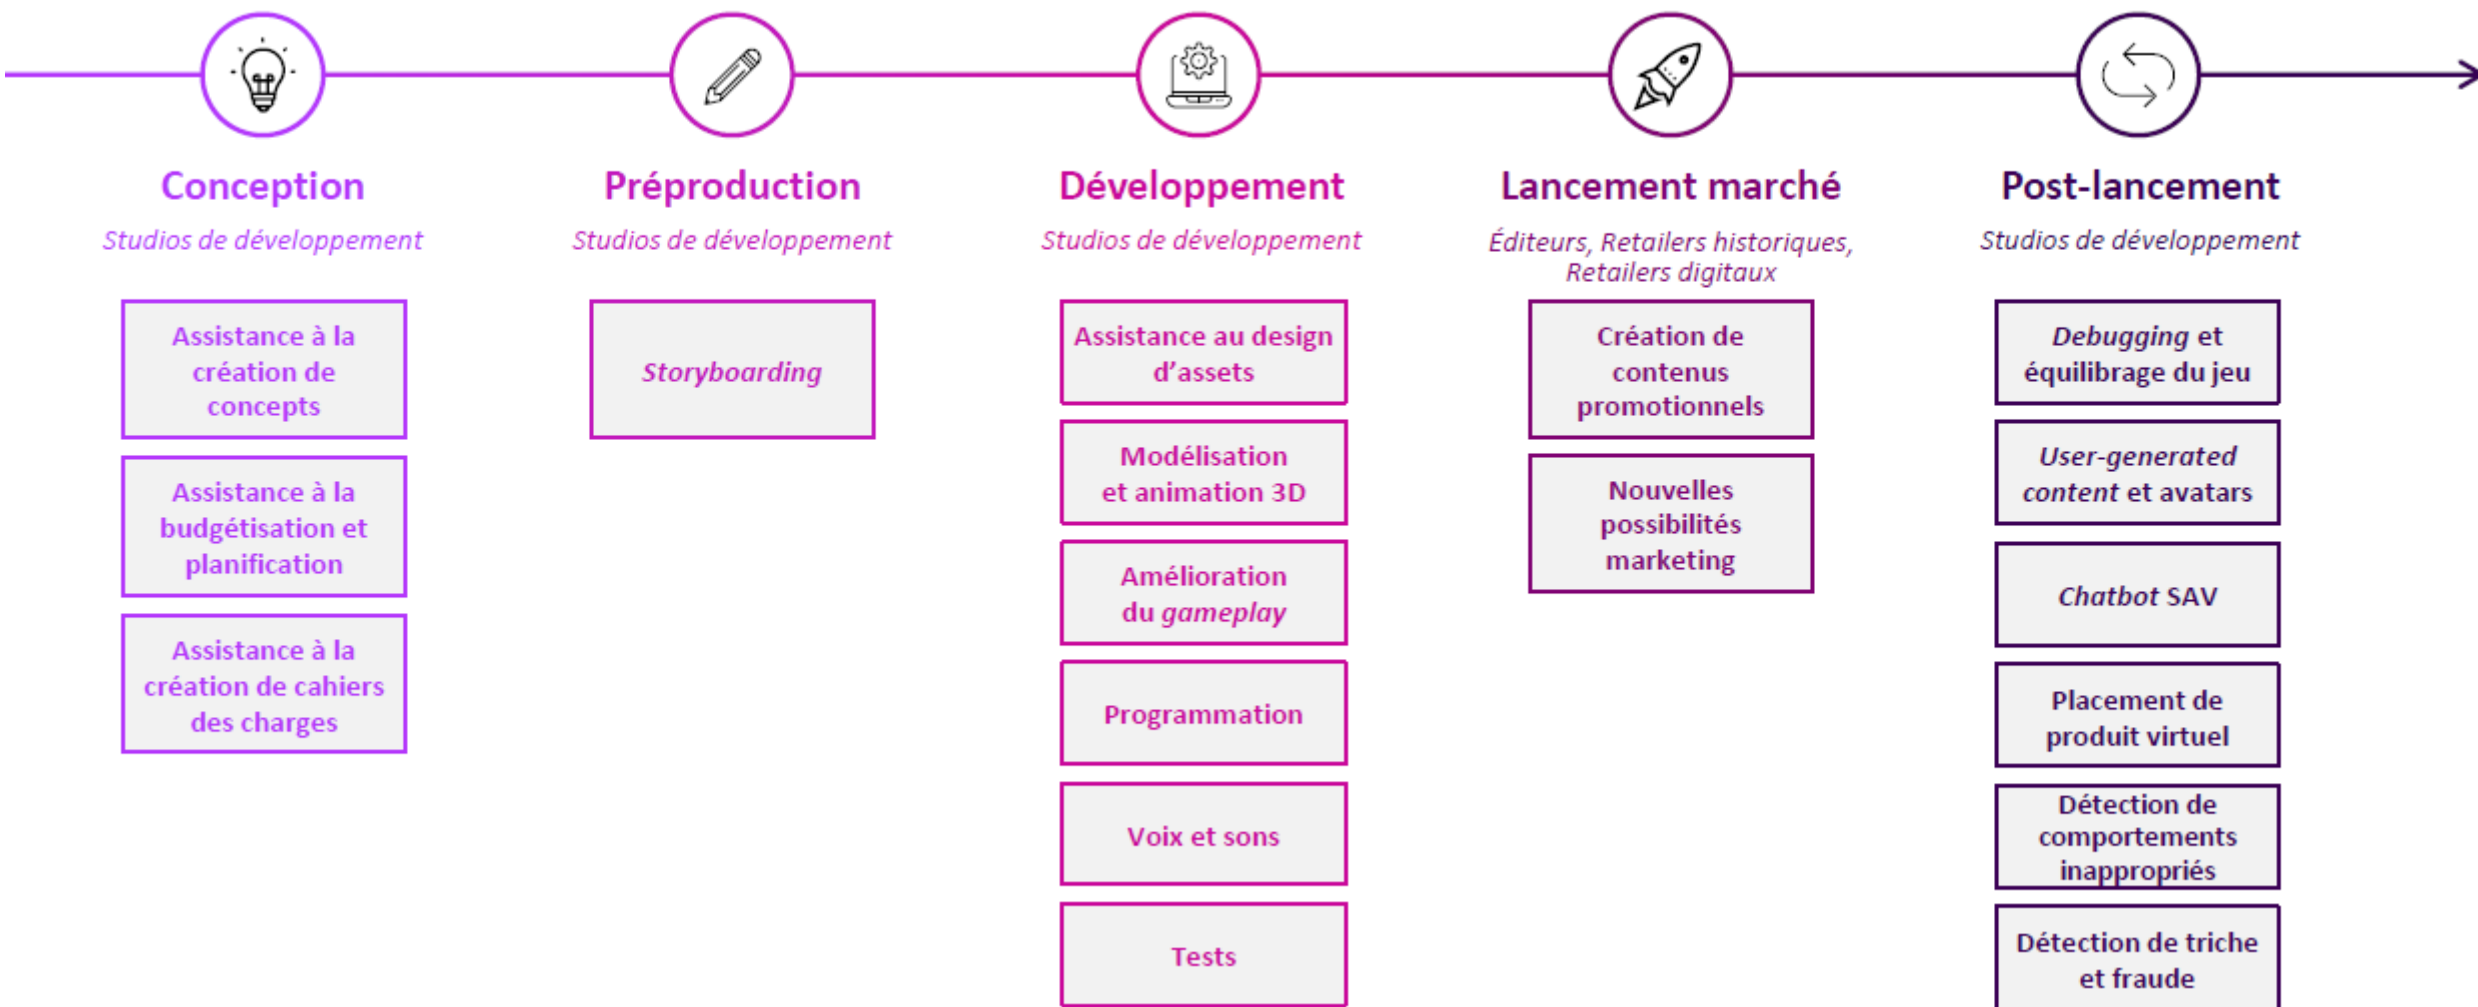 Conception
Studios de développement
Assistance à la
création de
concepts
Assistance à la
budgétisation et
planification
Assistance à la
création de cahiers
des charges
Préproduction
Studios de développement
Storyboarding
Développement
Studios de développement
Assistance au design
d’assets
Modélisation
et animation 3D
Amélioration
du gameplay
Programmation
Voix et sons
Tests
Lancement marché
Éditeurs, Retailers historiques,
Retailers digitaux
Création de
contenus
promotionnels
Nouvelles
possibilités
marketing
Post-lancement
Studios de développement
Debugging et
équilibrage du jeu
User-generated
content et avatars
Chatbot SAV
Placement de
produit virtuel
Détection de
comportements
inappropriés
Détection de triche
et fraude